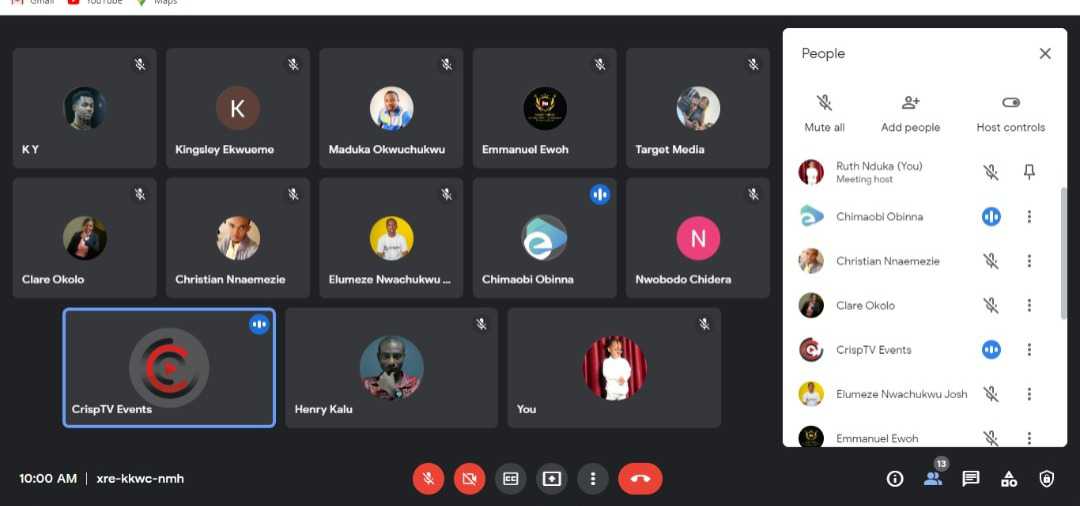 Gmail YouTube Maps
K Y
K
Kingsley Ekwueme
Maduka Okwuchukwu
Emmanuel Ewoh
Target Media
Clare Okolo
Christian Nnaemezie
Elumeze Nwachukwu ...
Chimaobi Obinna
N
Nwobodo Chidera
CrispTV Events
Henry Kalu
You
People
Mute all
Add people
Host controls
Ruth Nduka (You)
Meeting host
Chimaobi Obinna
Christian Nnaemezie
Clare Okolo
CrispTV Events
Elumeze Nwachukwu Josh
Emmanuel Ewoh
10:00 AM | xre-kkwc-nmh
13